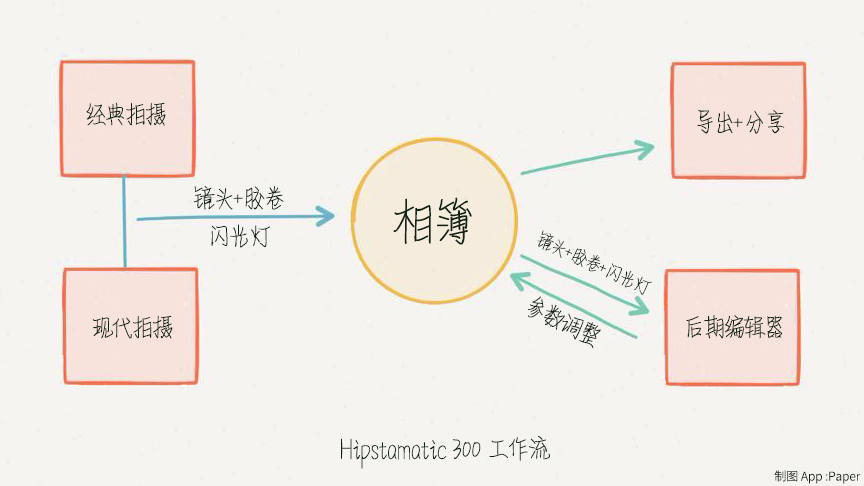 经典拍摄
导出+分享
镜头+胶卷
闪光灯
相簿
镜头+胶卷+闪光灯
参数调整
现代拍摄
后期编辑器
Hipstamatic 300 工作流
制图 App :Paper